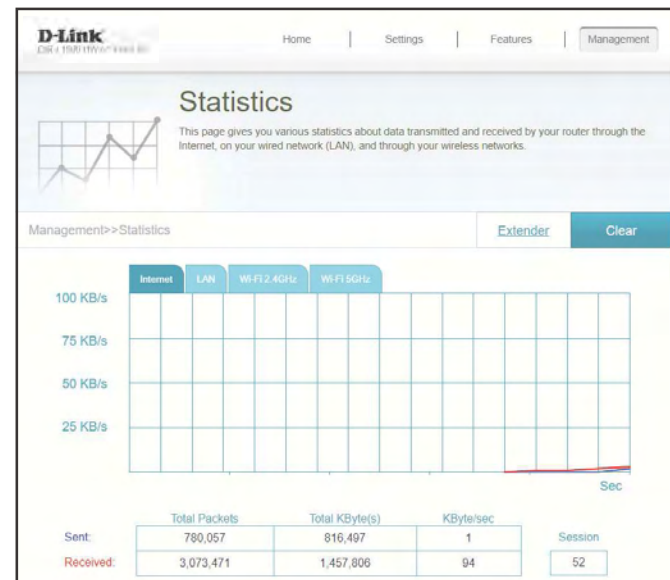 D-Link
Home | Settings | Features | Management
Statistics
This page gives you various statistics about data transmitted and received by your router through the
Internet, on your wired network (LAN), and through your wireless networks.
Management>>Statistics
Extender
Clear
Internet LAN Wi-Fi 2.4GHz Wi-Fi 5GHz
100 KB/s
75 KB/s
50 KB/s
25 KB/s
Sec
Total Packets Total KByte(s) KByte/sec
Sent: 780,057 816,497 1 Session
Received: 3,073,471 1,457,806 94 52